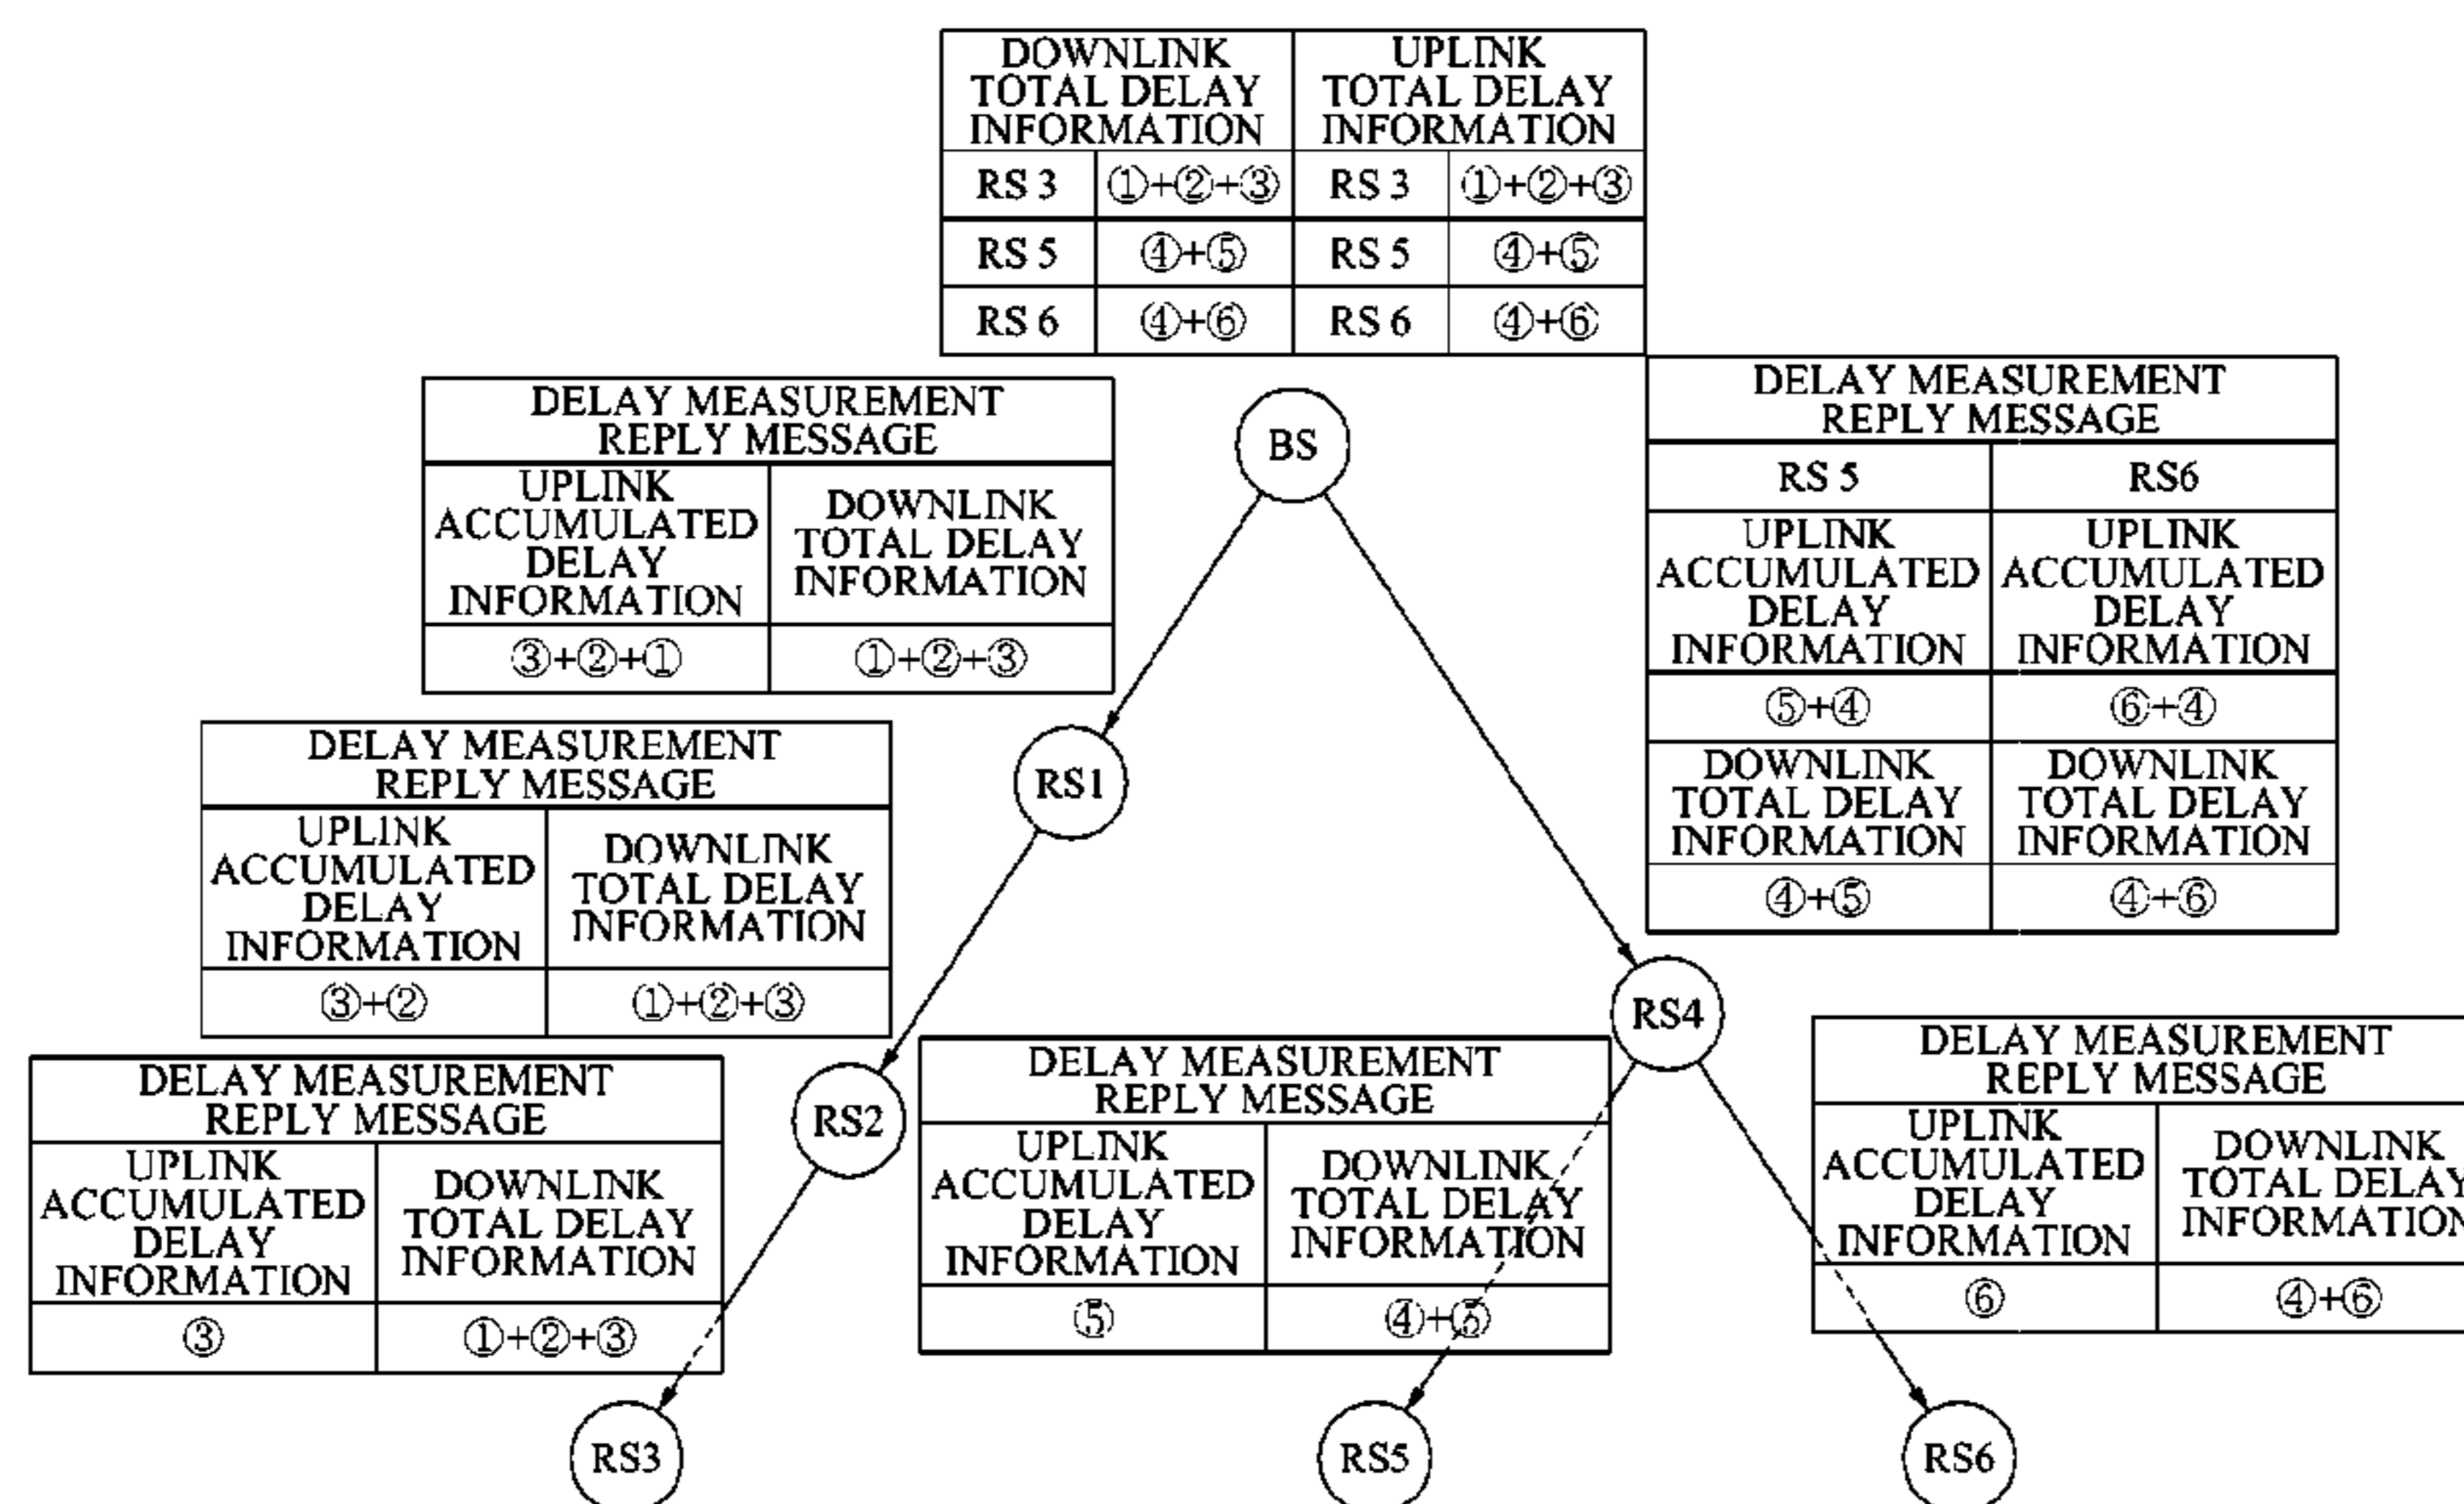 DOWNLINK
TOTAL DELAY
INFORMATION
UPLINK
TOTAL DELAY
INFORMATION
RS 3 ①+②+③ RS 3 ①+②+③
RS 5 ④+⑤ RS 5 ④+⑤
RS 6 ④+⑥ RS 6 ④+⑥
DELAY MEASUREMENT
REPLY MESSAGE
UPLINK
ACCUMULATED
DELAY
INFORMATION
DOWNLINK
TOTAL DELAY
INFORMATION
③+②+① ①+②+③
BS
DELAY MEASUREMENT
REPLY MESSAGE
RS 5 RS6
UPLINK
ACCUMULATED
DELAY
INFORMATION
UPLINK
ACCUMULATED
DELAY
INFORMATION
⑤+④ ⑥+④
DOWNLINK
TOTAL DELAY
INFORMATION
DOWNLINK
TOTAL DELAY
INFORMATION
④+⑤ ④+⑥
RS1
DELAY MEASUREMENT
REPLY MESSAGE
UPLINK
ACCUMULATED
DELAY
INFORMATION
DOWNLINK
TOTAL DELAY
INFORMATION
③+② ①+②+③
RS4
RS2
DELAY MEASUREMENT
REPLY MESSAGE
UPLINK
ACCUMULATED
DELAY
INFORMATION
DOWNLINK
TOTAL DELAY
INFORMATION
③ ①+②+③
DELAY MEASUREMENT
REPLY MESSAGE
UPLINK
ACCUMULATED
DELAY
INFORMATION
DOWNLINK
TOTAL DELAY
INFORMATION
⑤ ④+⑤
DELAY MEASUREMENT
REPLY MESSAGE
UPLINK
ACCUMULATED
DELAY
INFORMATION
DOWNLINK
TOTAL DELAY
INFORMATION
⑥ ④+⑥
RS3
RS5
RS6